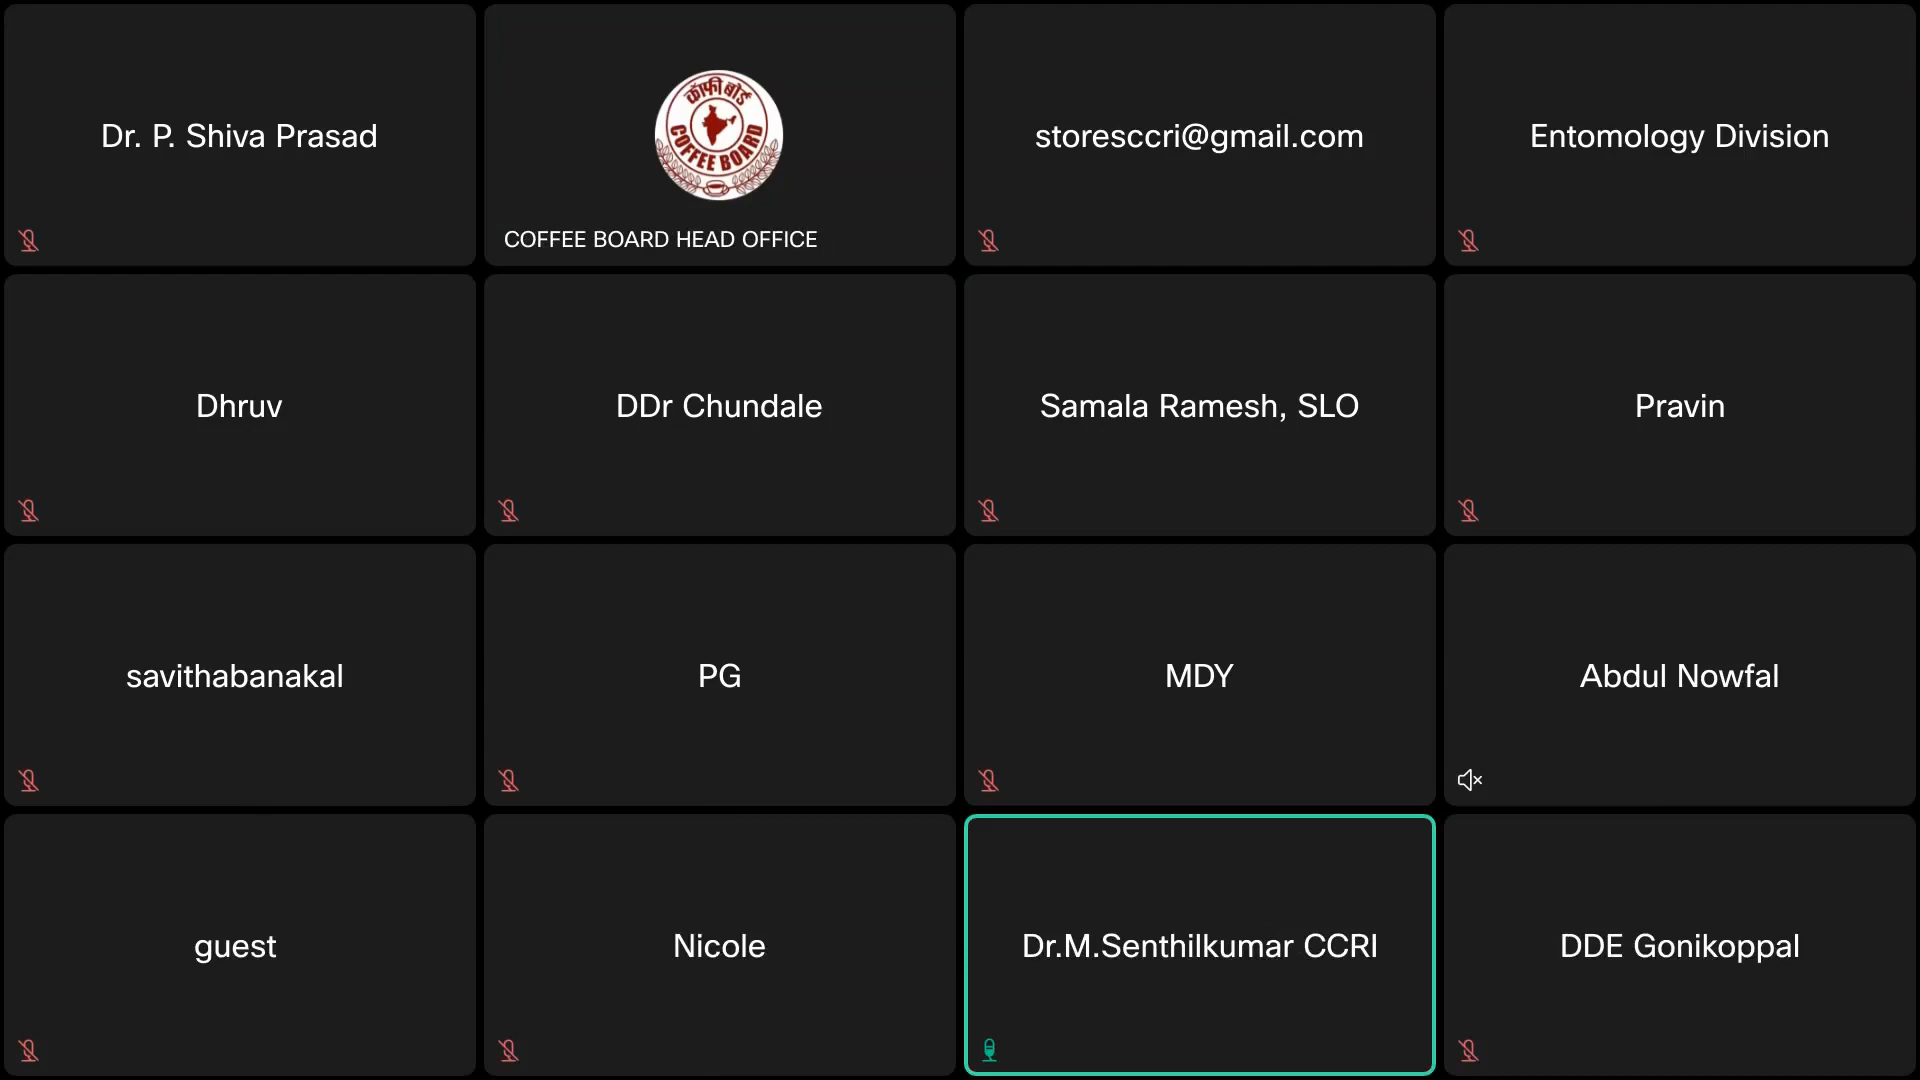 Dr. P. Shiva Prasad
कॉफी बोर्ड
COFFEE BOARD
COFFEE BOARD HEAD OFFICE
storesccri@gmail.com
Entomology Division
Dhruv
DDr Chundale
Samala Ramesh, SLO
Pravin
savithabanakal
PG
MDY
Abdul Nowfal
guest
Nicole
Dr.M.Senthilkumar CCRI
DDE Gonikoppal